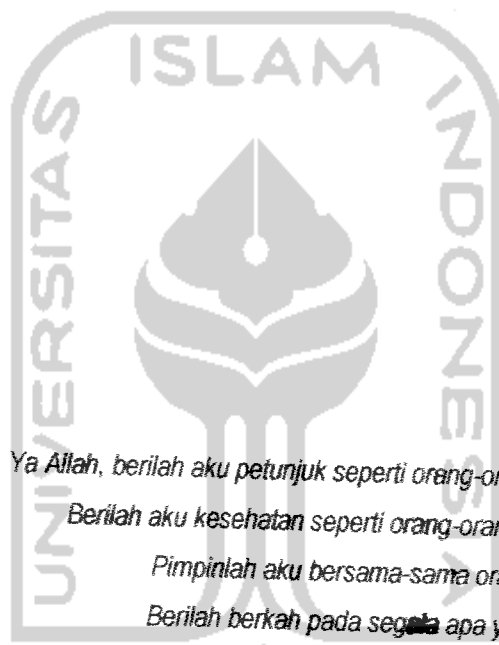 UNIVERSITAS
ISLAM
INDONESIA
Ya Allah, berilah aku petunjuk seperti orang-or
Berilah aku kesehatan seperti orang-orar
Pimpinlah aku bersama-sama or
Berilah berkah pada segala apa y